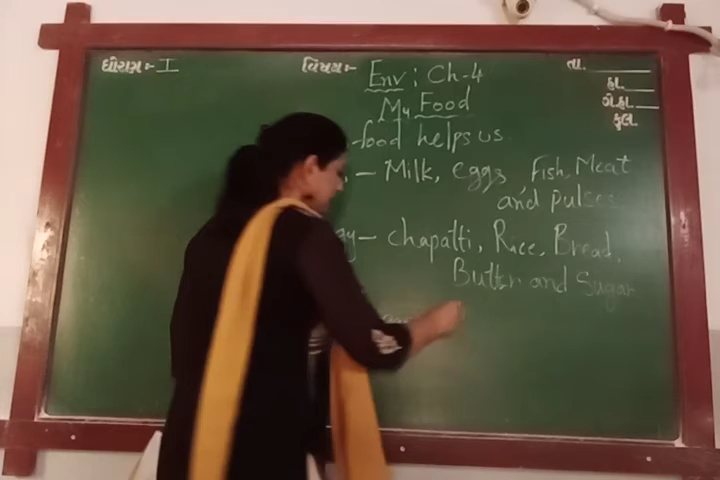 ધોરણ:- I વિષય:- Env: Ch-4 તા.
હા.
ગે.હા.
My Food કુલ
food helps us
- Milk, eggs, Fish, Meat
and pulses
gy - chapatti, Rice, Bread,
Butter and Sugar